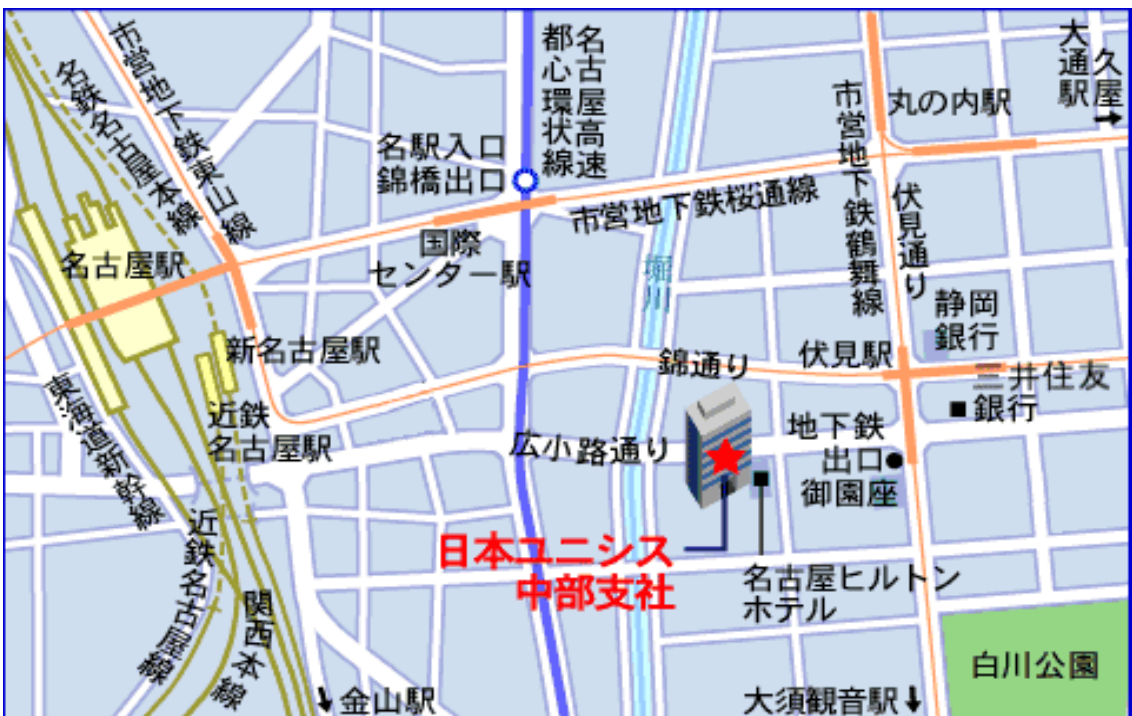 市営地下鉄東山線
名鉄名古屋本線
都心環状線
名古屋高速
大通駅
久屋
→
市営地下鉄鶴舞線
丸の内駅
名駅入口
錦橋出口
市営地下鉄桜通線
伏見通り
名古屋駅
国際
センター駅
堀川
静岡
銀行
新名古屋駅
錦通り
伏見駅
三井住友
銀行
東海道新幹線
近鉄
名古屋駅
広小路通り
地下鉄
出口
御園座
日本ユニシス
中部支社
名古屋ヒルトン
ホテル
近鉄名古屋線
関西本線
白川公園
金山駅
大須観音駅